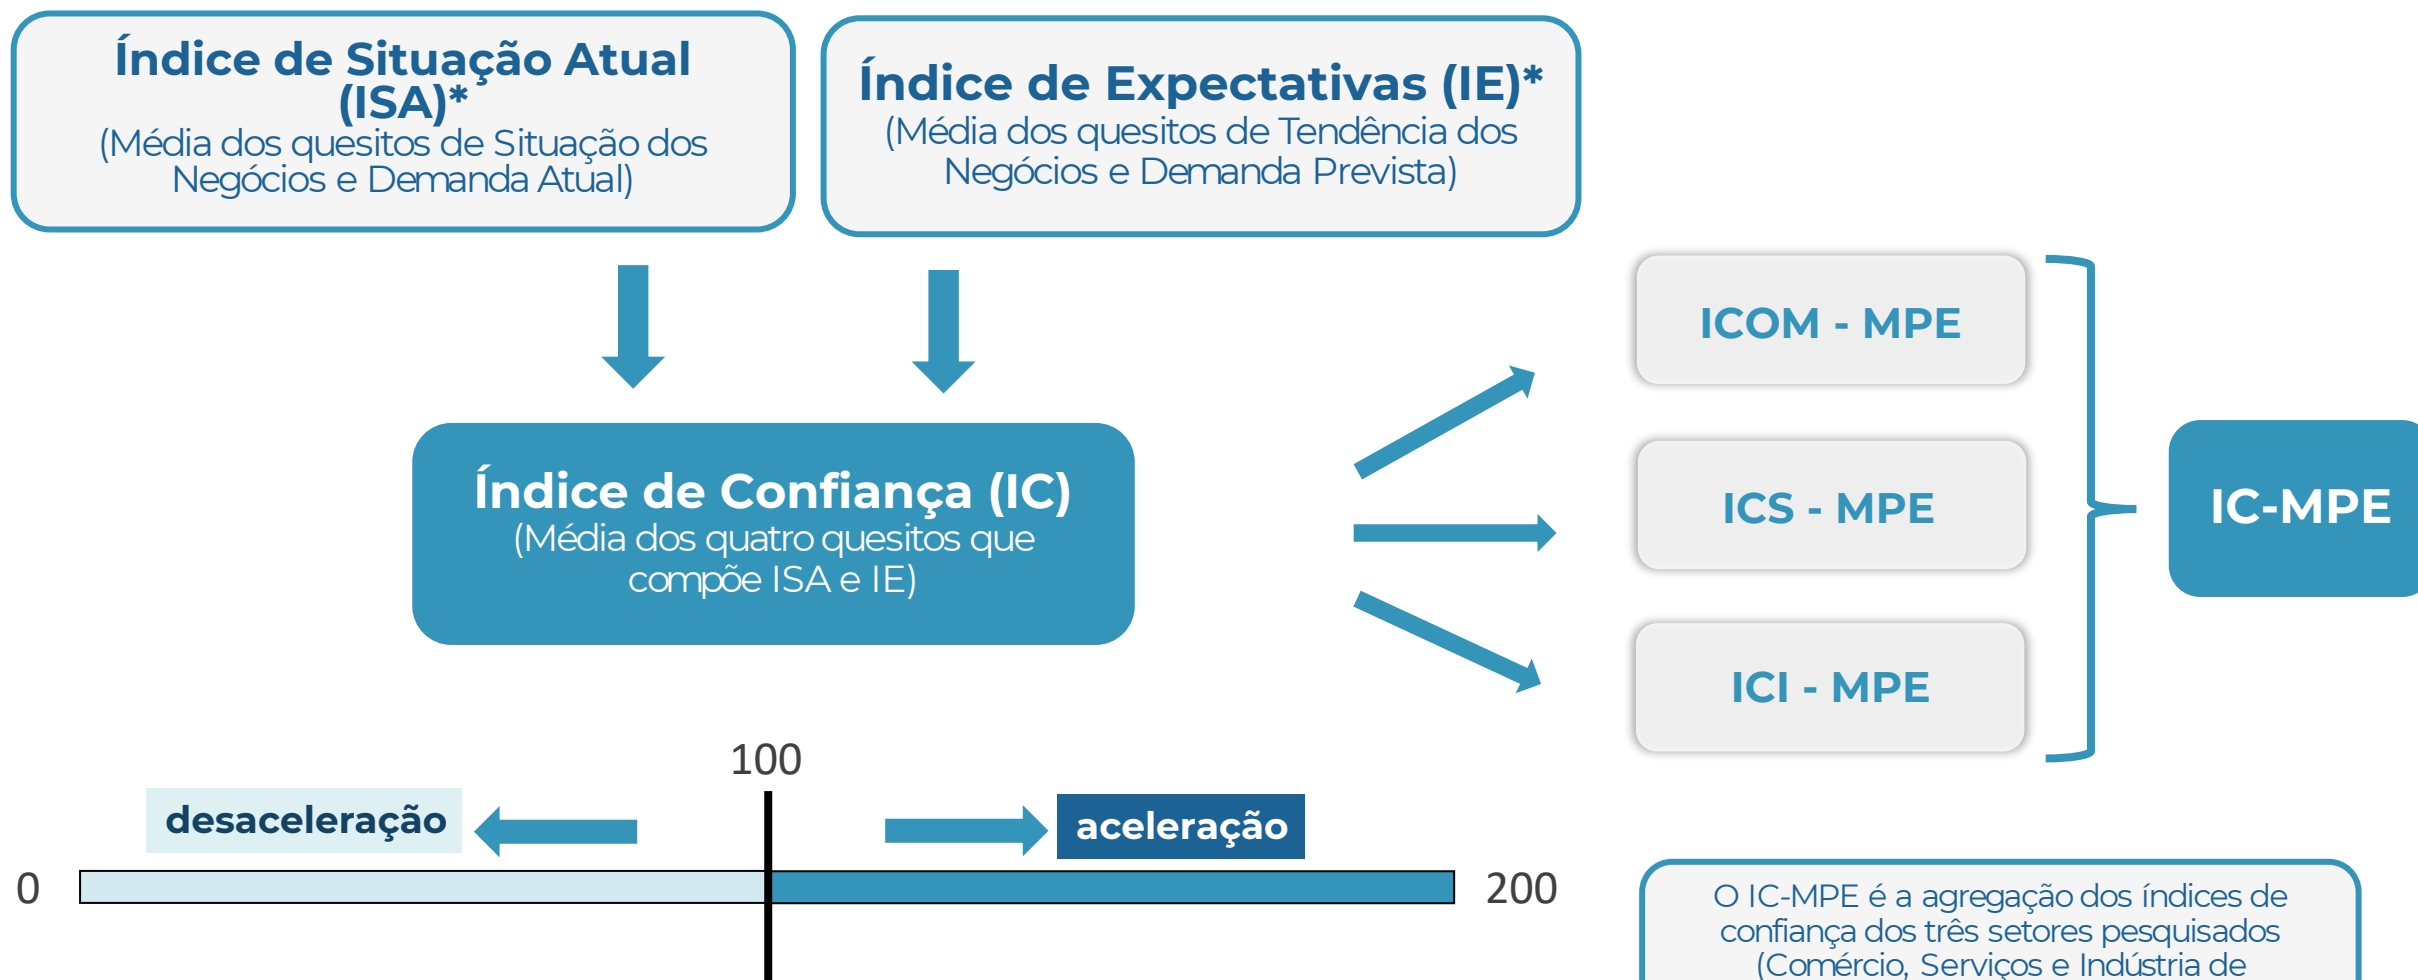 Índice de Situação Atual
(ISA)*
(Média dos quesitos de Situação dos
Negócios e Demanda Atual)
Índice de Expectativas (IE)*
(Média dos quesitos de Tendência dos
Negócios e Demanda Prevista)
Índice de Confiança (IC)
(Média dos quatro quesitos que
compõe ISA e IE)
ICOM - MPE
ICS - MPE
ICI - MPE
IC-MPE
100
desaceleração
aceleração
0
200
O IC-MPE é a agregação dos índices de
confiança dos três setores pesquisados
(Comércio, Serviços e Indústria de